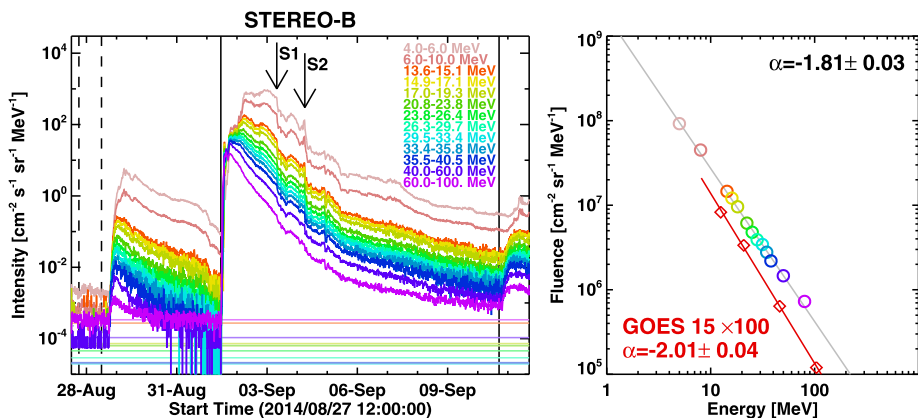 STEREO-B
Intensity [cm⁻² s⁻¹ sr⁻¹ MeV⁻¹]
10⁴
10²
10⁰
10⁻²
10⁻⁴
S1
S2
4.0-6.0 MeV
6.0-10.0 MeV
13.6-15.1 MeV
14.9-17.1 MeV
17.0-19.3 MeV
20.8-23.8 MeV
23.8-26.4 MeV
26.3-29.7 MeV
29.5-33.4 MeV
33.4-35.8 MeV
35.5-40.5 MeV
40.0-60.0 MeV
60.0-100. MeV
28-Aug 31-Aug 03-Sep 06-Sep 09-Sep
Start Time (2014/08/27 12:00:00)
Fluence [cm⁻² sr⁻¹ MeV⁻¹]
10⁹
10⁸
10⁷
10⁶
10⁵
α=-1.81± 0.03
GOES 15 ×100
α=-2.01± 0.04
1 10 100
Energy [MeV]